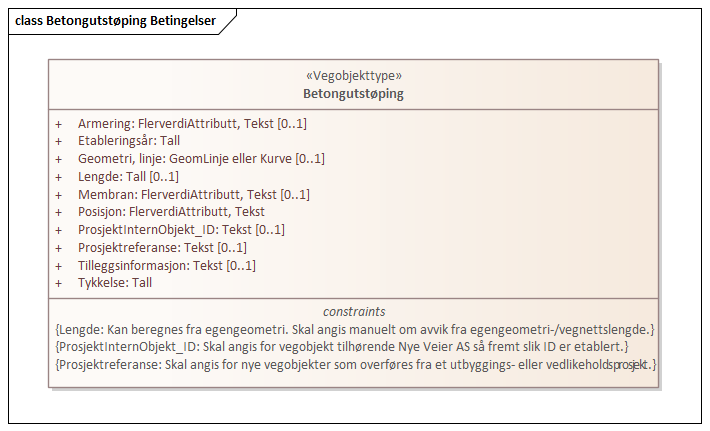 class Betongutstøping Betingelser
«Vegobjekttype»
Betongutstøping
+ Armering: FlerverdiAttributt, Tekst [0..1]
+ Etableringsår: Tall
+ Geometri, linje: GeomLinje eller Kurve [0..1]
+ Lengde: Tall [0..1]
+ Membran: FlerverdiAttributt, Tekst [0..1]
+ Posisjon: FlerverdiAttributt, Tekst
+ ProsjektInternObjekt_ID: Tekst [0..1]
+ Prosjektreferanse: Tekst [0..1]
+ Tilleggsinformasjon: Tekst [0..1]
+ Tykkelse: Tall
constraints
{Lengde: Kan beregnes fra egengeometri. Skal angis manuelt om avvik fra egengeometri-/vegnettslengde.}
{ProsjektInternObjekt_ID: Skal angis for vegobjekt tilhørende Nye Veier AS så fremt slik ID er etablert.}
{Prosjektreferanse: Skal angis for nye vegobjekter som overføres fra et utbyggings- eller vedlikeholdsprosjekt.}